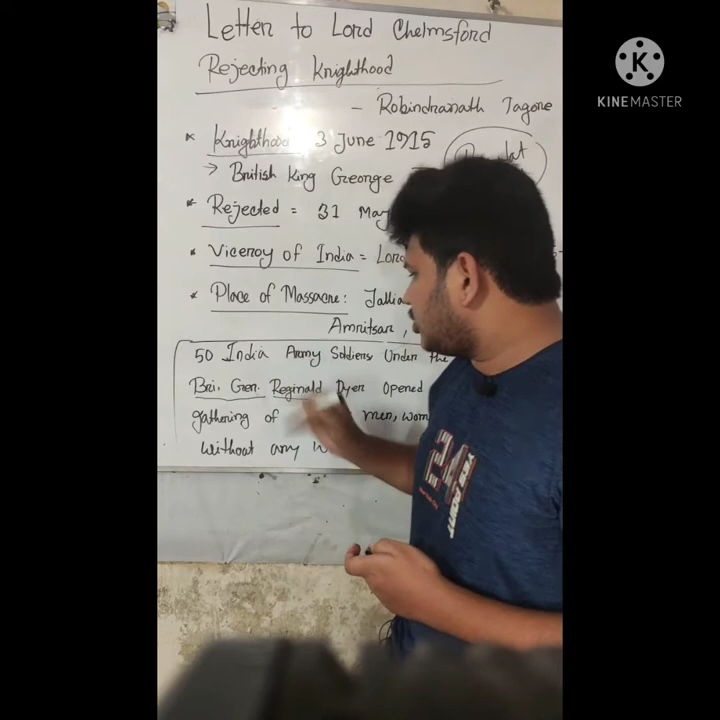 Letter to Lord Chelmsford
Rejecting Knighthood
- Robindranath Tagore
* Knighthood 3 June 1915
→ British King George
* Rejected = 31 May
* Viceroy of India = Lord
* Place of Massacre: Jallia
Amritsar,
50 India Army Soldiers Under the
Bri. Gen. Reginald Dyer Opened
gathering of men, wom
Without any
K
KINEMASTER
24